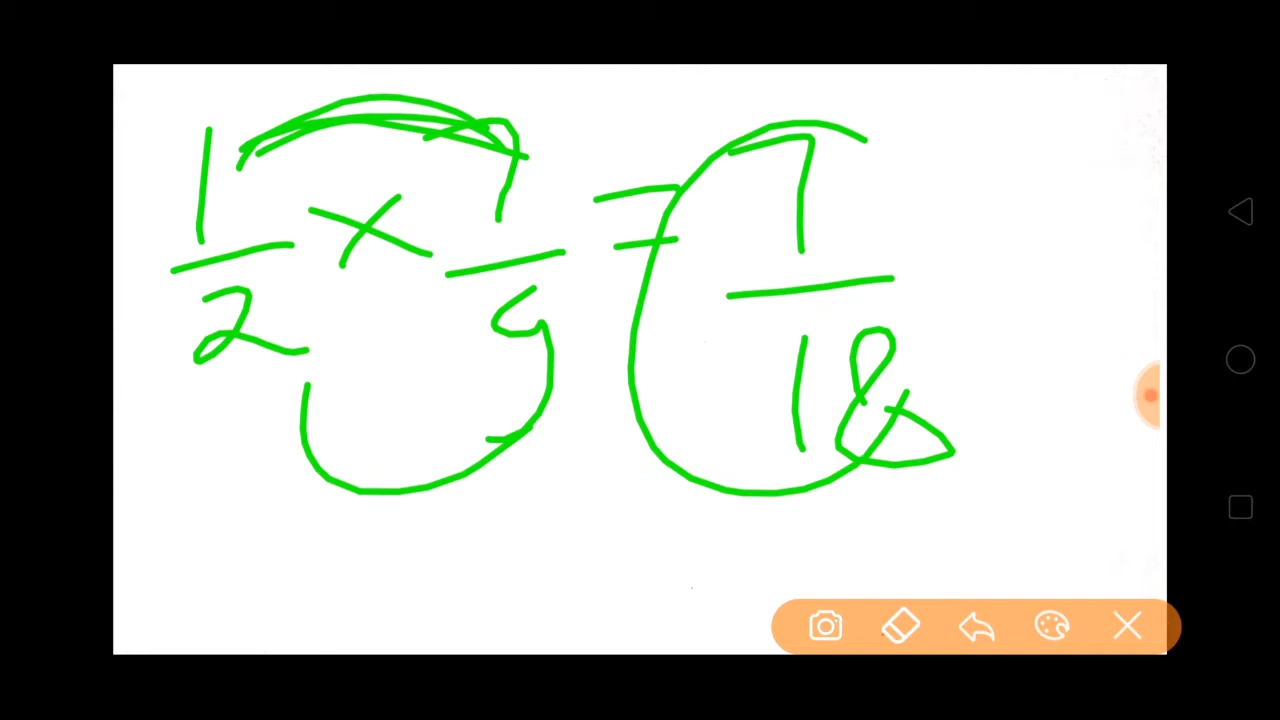 1/2 × 7/9 = 7/18